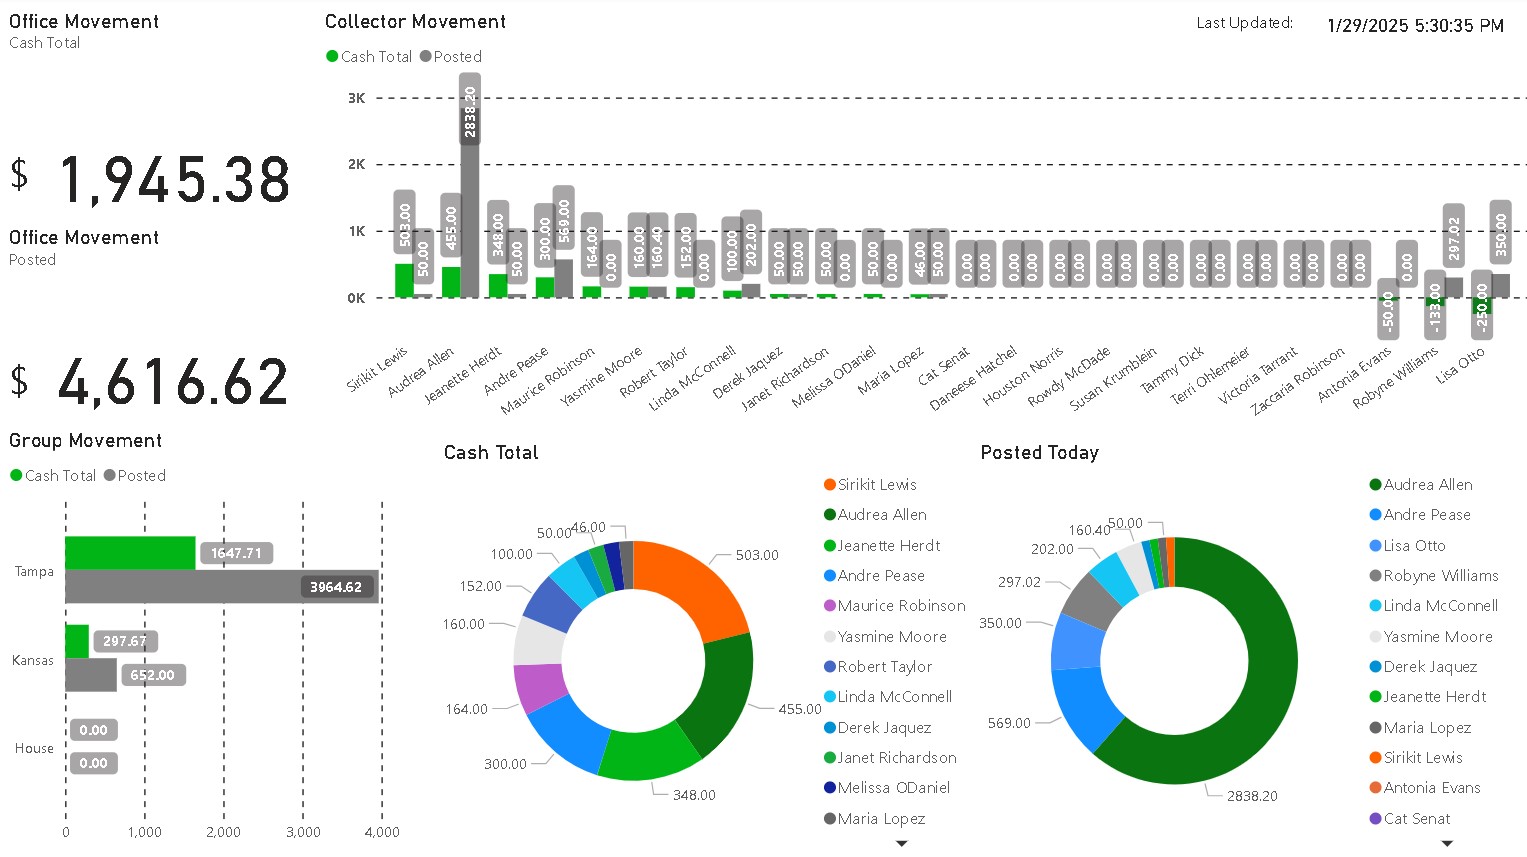 Office Movement
Cash Total
$ 1,945.38
Office Movement
Posted
$ 4,616.62
Collector Movement
Cash Total Posted
Last Updated: 1/29/2025 5:30:35 PM
3K
2K
1K
0K
503.00 50.00 455.00 2838.20 348.00 50.00 300.00 569.00 164.00 0.00 160.00 160.40 152.00 0.00 100.00 202.00 50.00 50.00 50.00 0.00 50.00 0.00 46.00 50.00 0.00 0.00 0.00 0.00 0.00 0.00 0.00 0.00 0.00 0.00 0.00 0.00 0.00 0.00 0.00 0.00 0.00 0.00 -50.00 0.00 -133.00 297.02 -250.00 350.00
Sirikit Lewis
Audrea Allen
Jeanette Herdt
Andre Pease
Maurice Robinson
Yasmine Moore
Robert Taylor
Linda McConnell
Derek Jaquez
Janet Richardson
Melissa ODaniel
Maria Lopez
Cat Senat
Daneese Hatchel
Houston Norris
Rowdy McDade
Susan Krumblein
Tammy Dick
Terri Ohlemeier
Victoria Tarrant
Zaccaria Robinson
Antonia Evans
Robyne Williams
Lisa Otto
Group Movement
Cash Total Posted
Tampa
1647.71
3964.62
Kansas
297.67
652.00
House
0.00
0.00
0 1,000 2,000 3,000 4,000
Cash Total
503.00
455.00
348.00
300.00
164.00
160.00
152.00
100.00
50.00
46.00
Sirikit Lewis
Audrea Allen
Jeanette Herdt
Andre Pease
Maurice Robinson
Yasmine Moore
Robert Taylor
Linda McConnell
Derek Jaquez
Janet Richardson
Melissa ODaniel
Maria Lopez
Posted Today
2838.20
569.00
350.00
297.02
202.00
160.40
50.00
Audrea Allen
Andre Pease
Lisa Otto
Robyne Williams
Linda McConnell
Yasmine Moore
Derek Jaquez
Jeanette Herdt
Maria Lopez
Sirikit Lewis
Antonia Evans
Cat Senat